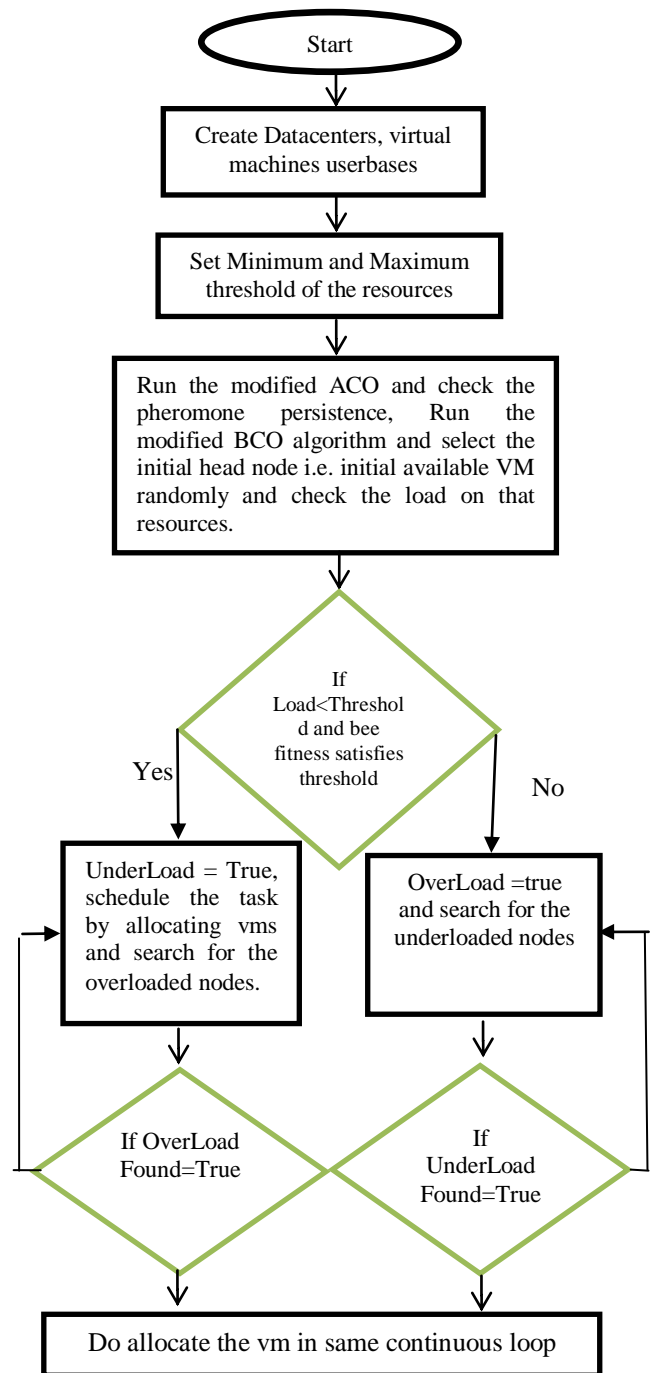 Start
Create Datacenters, virtual
machines userbases
Set Minimum and Maximum
threshold of the resources
Run the modified ACO and check the
pheromone persistence, Run the
modified BCO algorithm and select the
initial head node i.e. initial available VM
randomly and check the load on that
resources.
If
Load<Threshol
d and bee
fitness satisfies
threshold
Yes
No
UnderLoad = True,
schedule the task
by allocating vms
and search for the
overloaded nodes.
OverLoad =true
and search for the
underloaded nodes
If OverLoad
Found=True
If
UnderLoad
Found=True
Do allocate the vm in same continuous loop